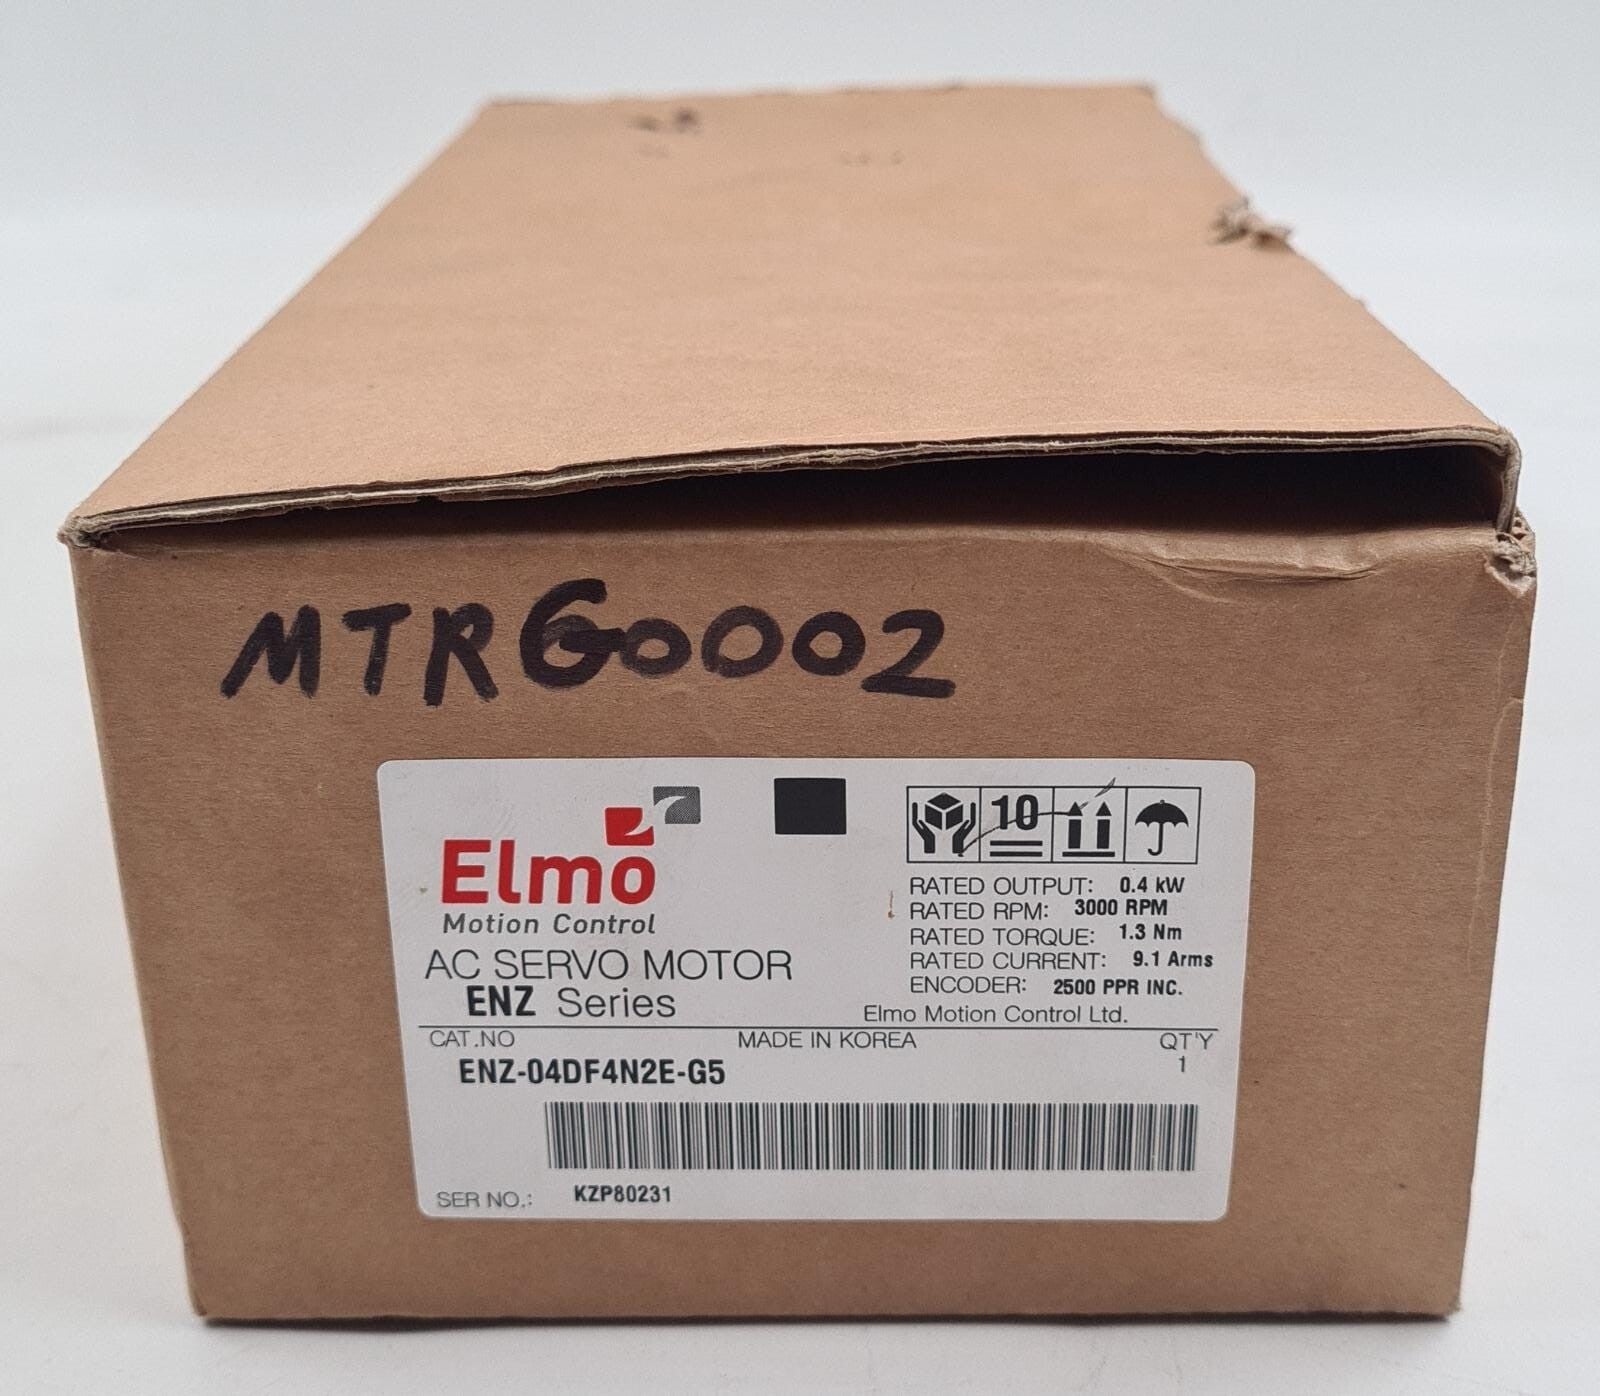 MTRG0002
10
Elmo
Motion Control
AC SERVO MOTOR
ENZ Series
RATED OUTPUT: 0.4 kW
RATED RPM: 3000 RPM
RATED TORQUE: 1.3 Nm
RATED CURRENT: 9.1 Arms
ENCODER: 2500 PPR INC.
Elmo Motion Control Ltd.
CAT.NO MADE IN KOREA QT'Y
ENZ-04DF4N2E-G5 1
SER NO.: KZP80231